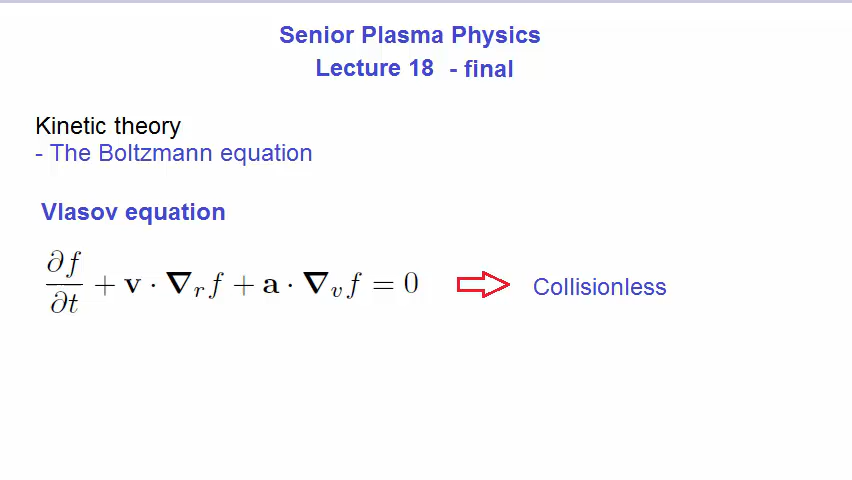 Senior Plasma Physics
Lecture 18 - final
Kinetic theory
- The Boltzmann equation
Vlasov equation
∂f/∂t + v · ∇_r f + a · ∇_v f = 0
Collisionless